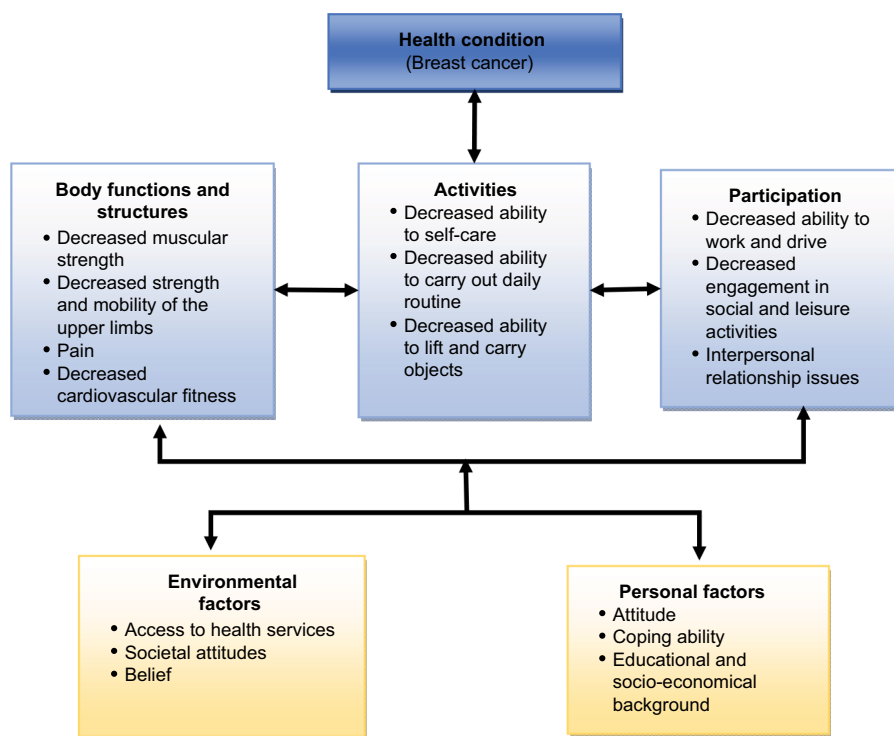 Health condition
(Breast cancer)
Body functions and
structures
• Decreased muscular
strength
• Decreased strength
and mobility of the
upper limbs
• Pain
• Decreased
cardiovascular fitness
Activities
• Decreased ability
to self-care
• Decreased ability
to carry out daily
routine
• Decreased ability
to lift and carry
objects
Participation
• Decreased ability to
work and drive
• Decreased
engagement in
social and leisure
activities
• Interpersonal
relationship issues
Environmental
factors
• Access to health services
• Societal attitudes
• Belief
Personal factors
• Attitude
• Coping ability
• Educational and
socio-economical
background